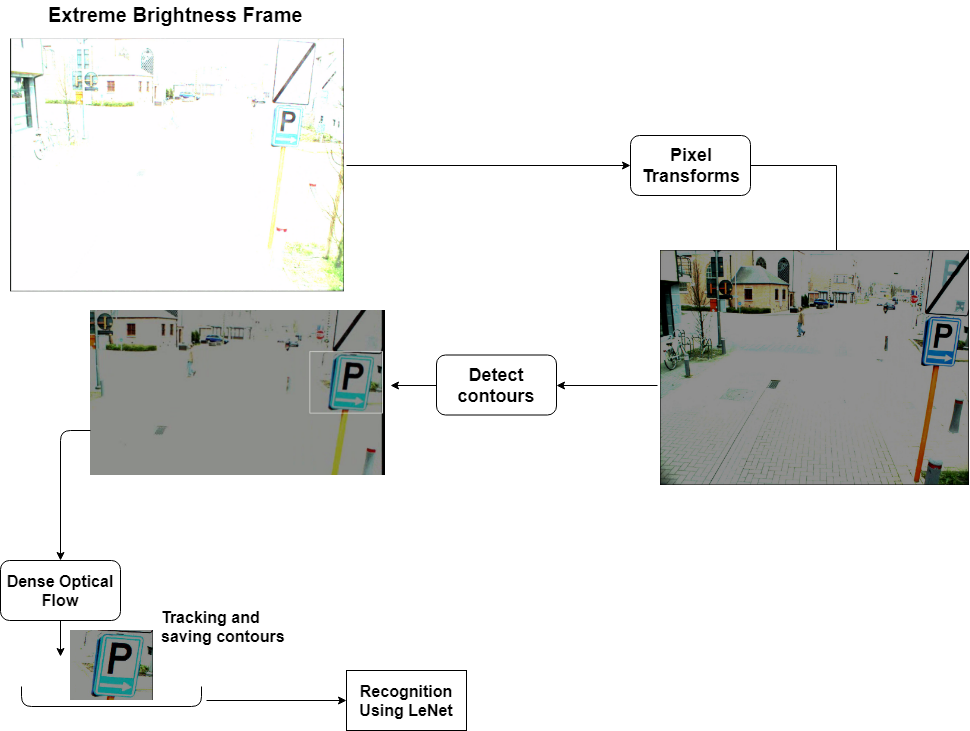 Extreme Brightness Frame
P
Pixel
Transforms
P
Detect
contours
P
Dense Optical
Flow
Tracking and
saving contours
P
Recognition
Using LeNet